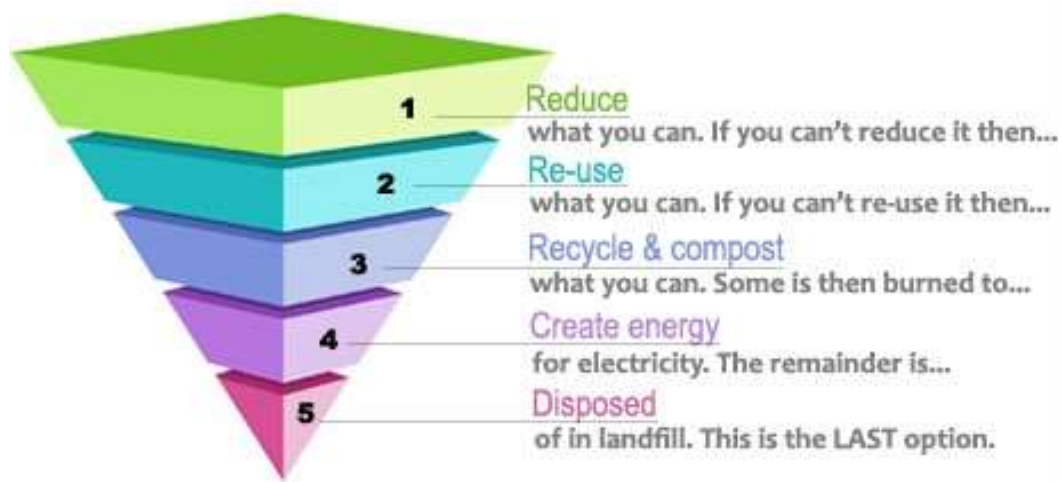 1 Reduce
what you can. If you can't reduce it then...
2 Re-use
what you can. If you can't re-use it then...
3 Recycle & compost
what you can. Some is then burned to...
4 Create energy
for electricity. The remainder is...
5 Disposed
of in landfill. This is the LAST option.